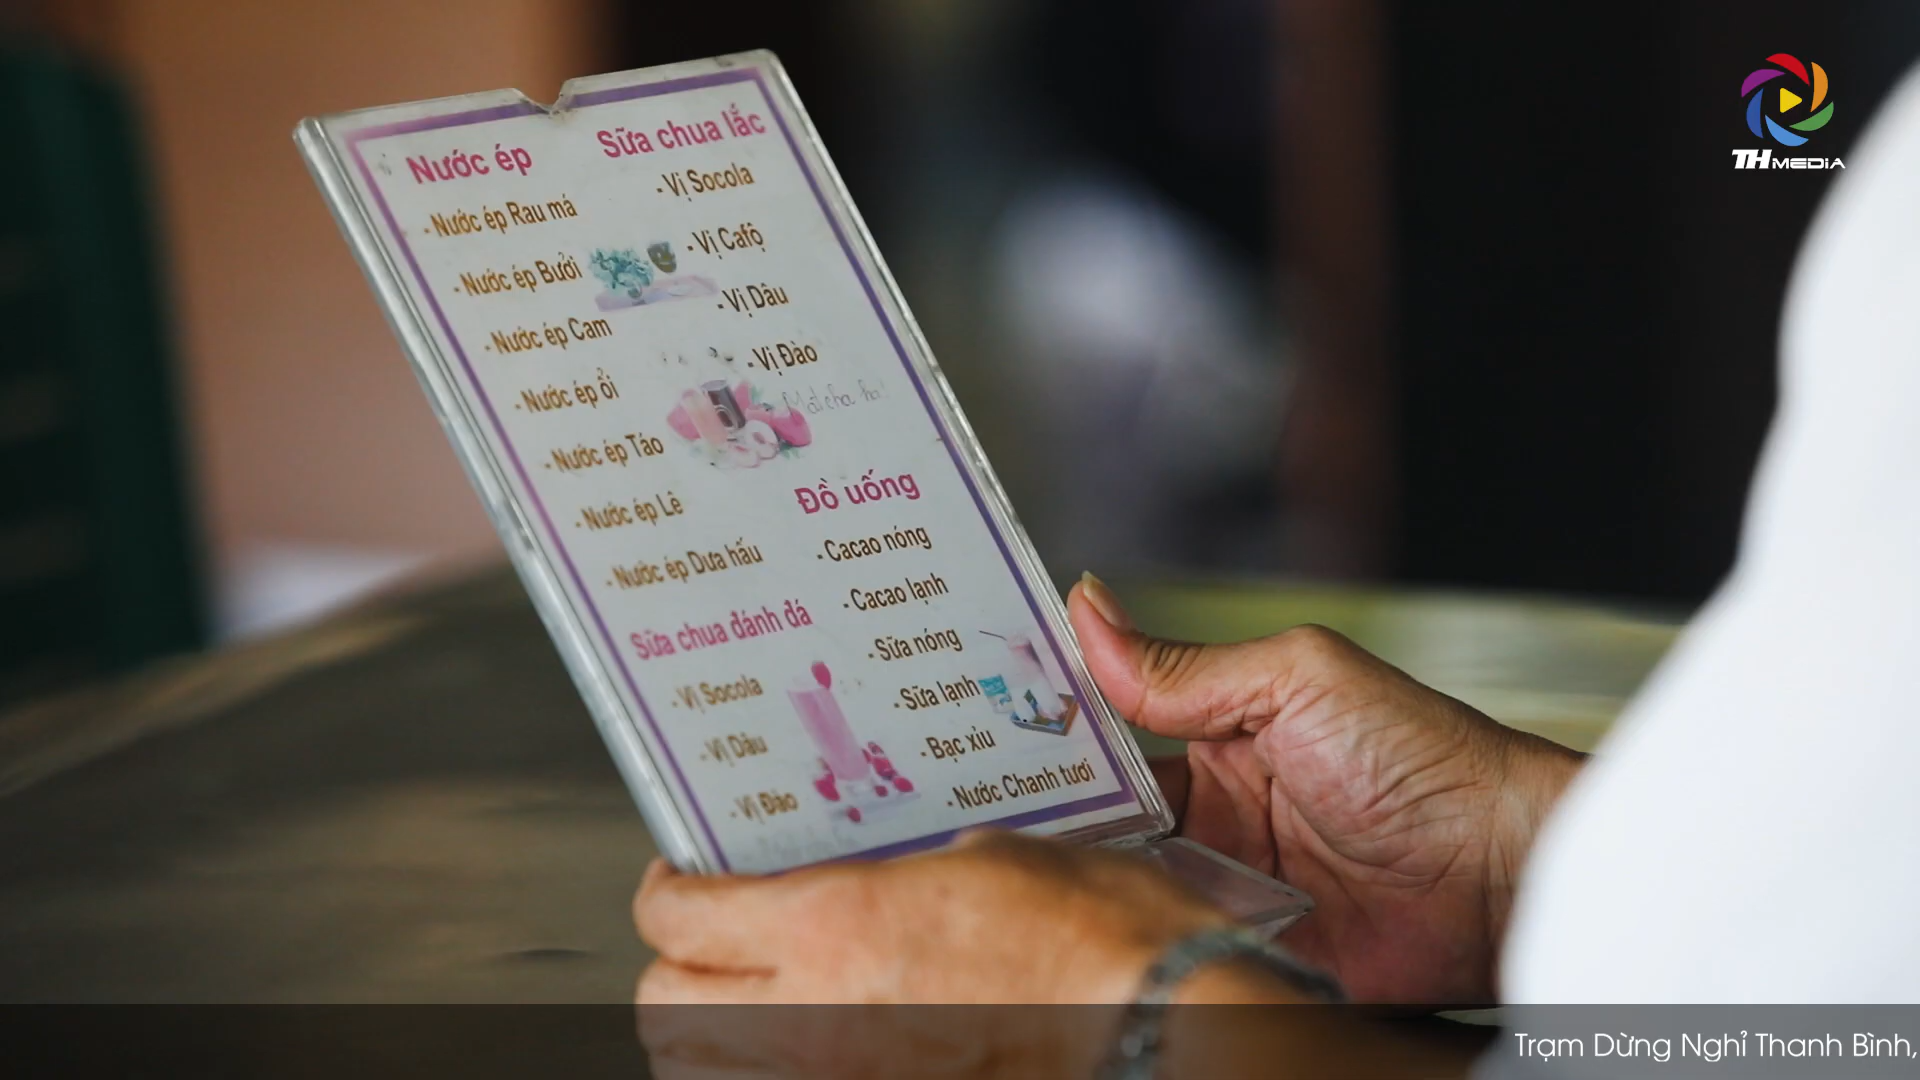 Nước ép
- Nước ép Rau má
- Nước ép Bưởi
- Nước ép Cam
- Nước ép ổi
- Nước ép Táo
- Nước ép Lê
- Nước ép Dưa hấu
Sữa chua đánh đá
- Vị Socola
- Vị Dâu
- Vị Đào
Sữa chua lắc
- Vị Socola
- Vị Cafộ
- Vị Dâu
- Vị Đào
Matcha
Đồ uống
- Cacao nóng
- Cacao lạnh
- Sữa nóng
- Sữa lạnh
- Bạc xỉu
- Nước Chanh tươi
TH MEDIA
Trạm Dừng Nghỉ Thanh Bình,